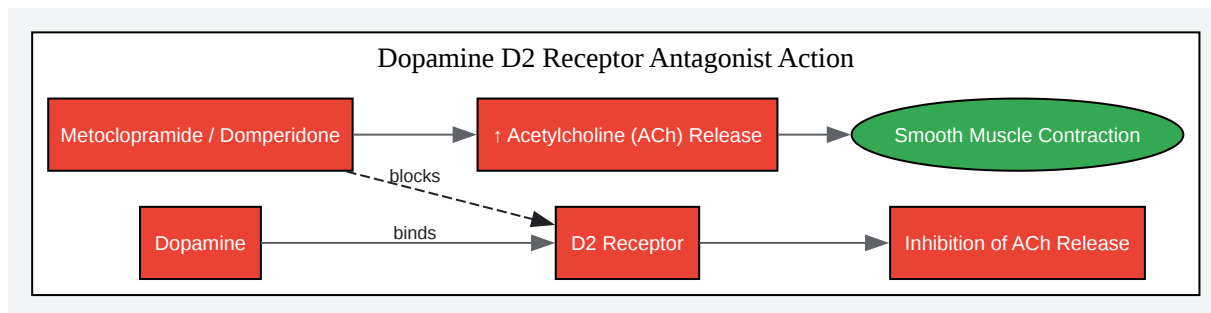 Dopamine D2 Receptor Antagonist Action
Metoclopramide / Domperidone
↑ Acetylcholine (ACh) Release
Smooth Muscle Contraction
blocks
Dopamine
binds
D2 Receptor
Inhibition of ACh Release